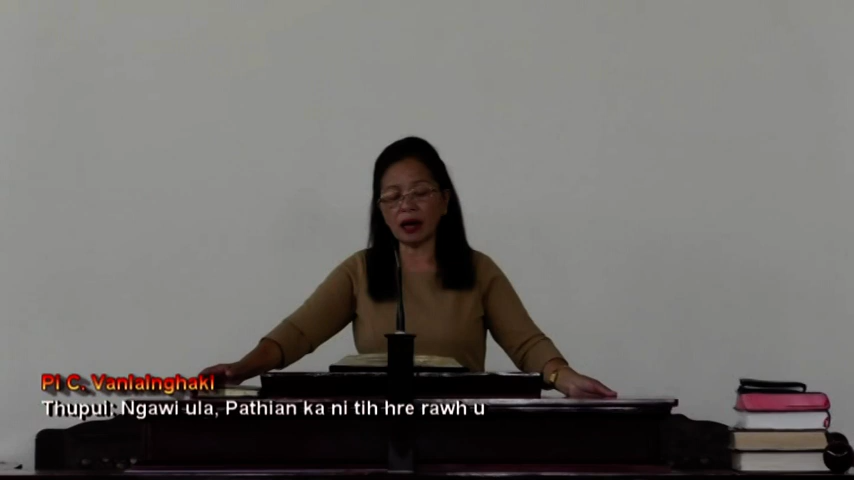 Pi C. Vanlainghaki
Thupui: Ngawi ula, Pathian ka ni tih hre rawh u